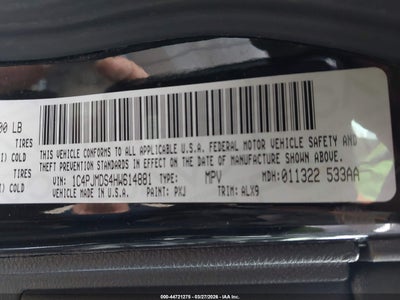 00 LB
TIRES
I) COLD
TIRES
I) COLD
THIS VEHICLE CONFORMS TO ALL APPLICABLE U.S.A. FEDERAL MOTOR VEHICLE SAFETY AND
THEFT PREVENTION STANDARDS IN EFFECT ON THE DATE OF MANUFACTURE SHOWN ABOVE.
VIN: 1C4PJMDS4HW614881 TYPE: MPV MDH: 011322 533AA
VEHICLE MADE IN U.S.A. PAINT: PXJ TRIM: ALX9
000-44721275 - 03/27/2026 - IAA Inc.